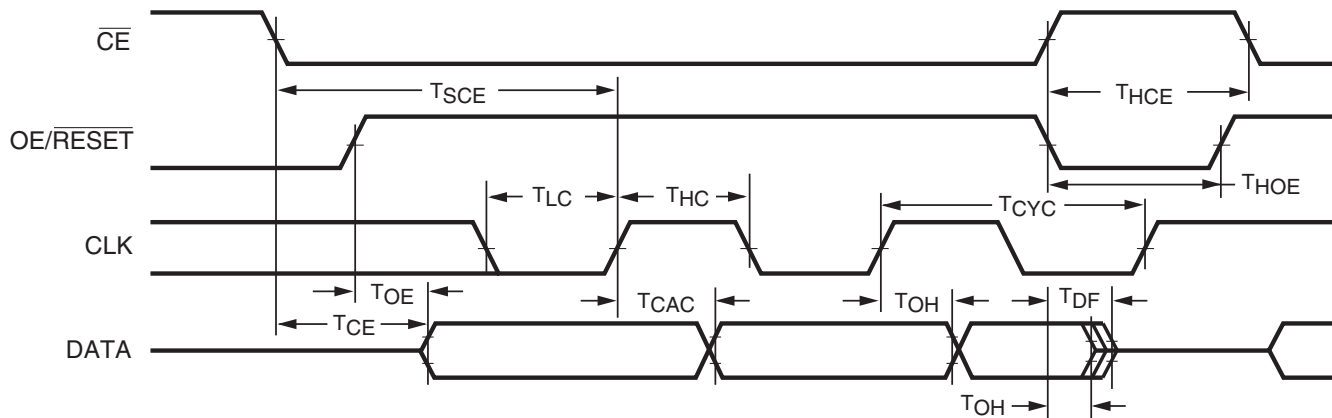 CE
TSCE
THCE
OE/RESET
THOE
TLC
THC
TCYC
CLK
TOE
TCAC
TOH
TDF
TCE
DATA
TOH